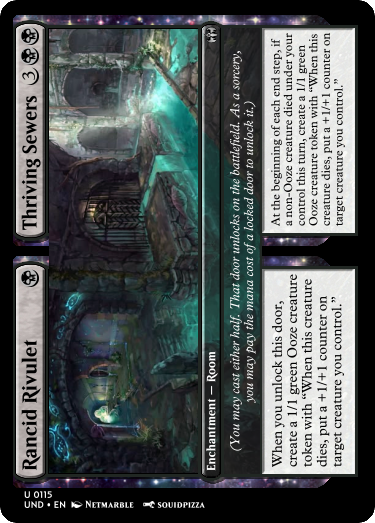 Rancid Rivulet
When you unlock this door,
create a 1/1 green Ooze creature
token with “When this creature
dies, put a +1/+1 counter on
target creature you control.”
Thriving Sewers 3
At the beginning of each end step, if
a non-Ooze creature died under your
control this turn, create a 1/1 green
Ooze creature token with “When this
creature dies, put a +1/+1 counter on
target creature you control.”
Enchantment — Room
(You may cast either half. That door unlocks on the battlefield. As a sorcery,
you may pay the mana cost of a locked door to unlock it.)
U 0115
UND • EN NETMARBLE SQUIDPIZZA